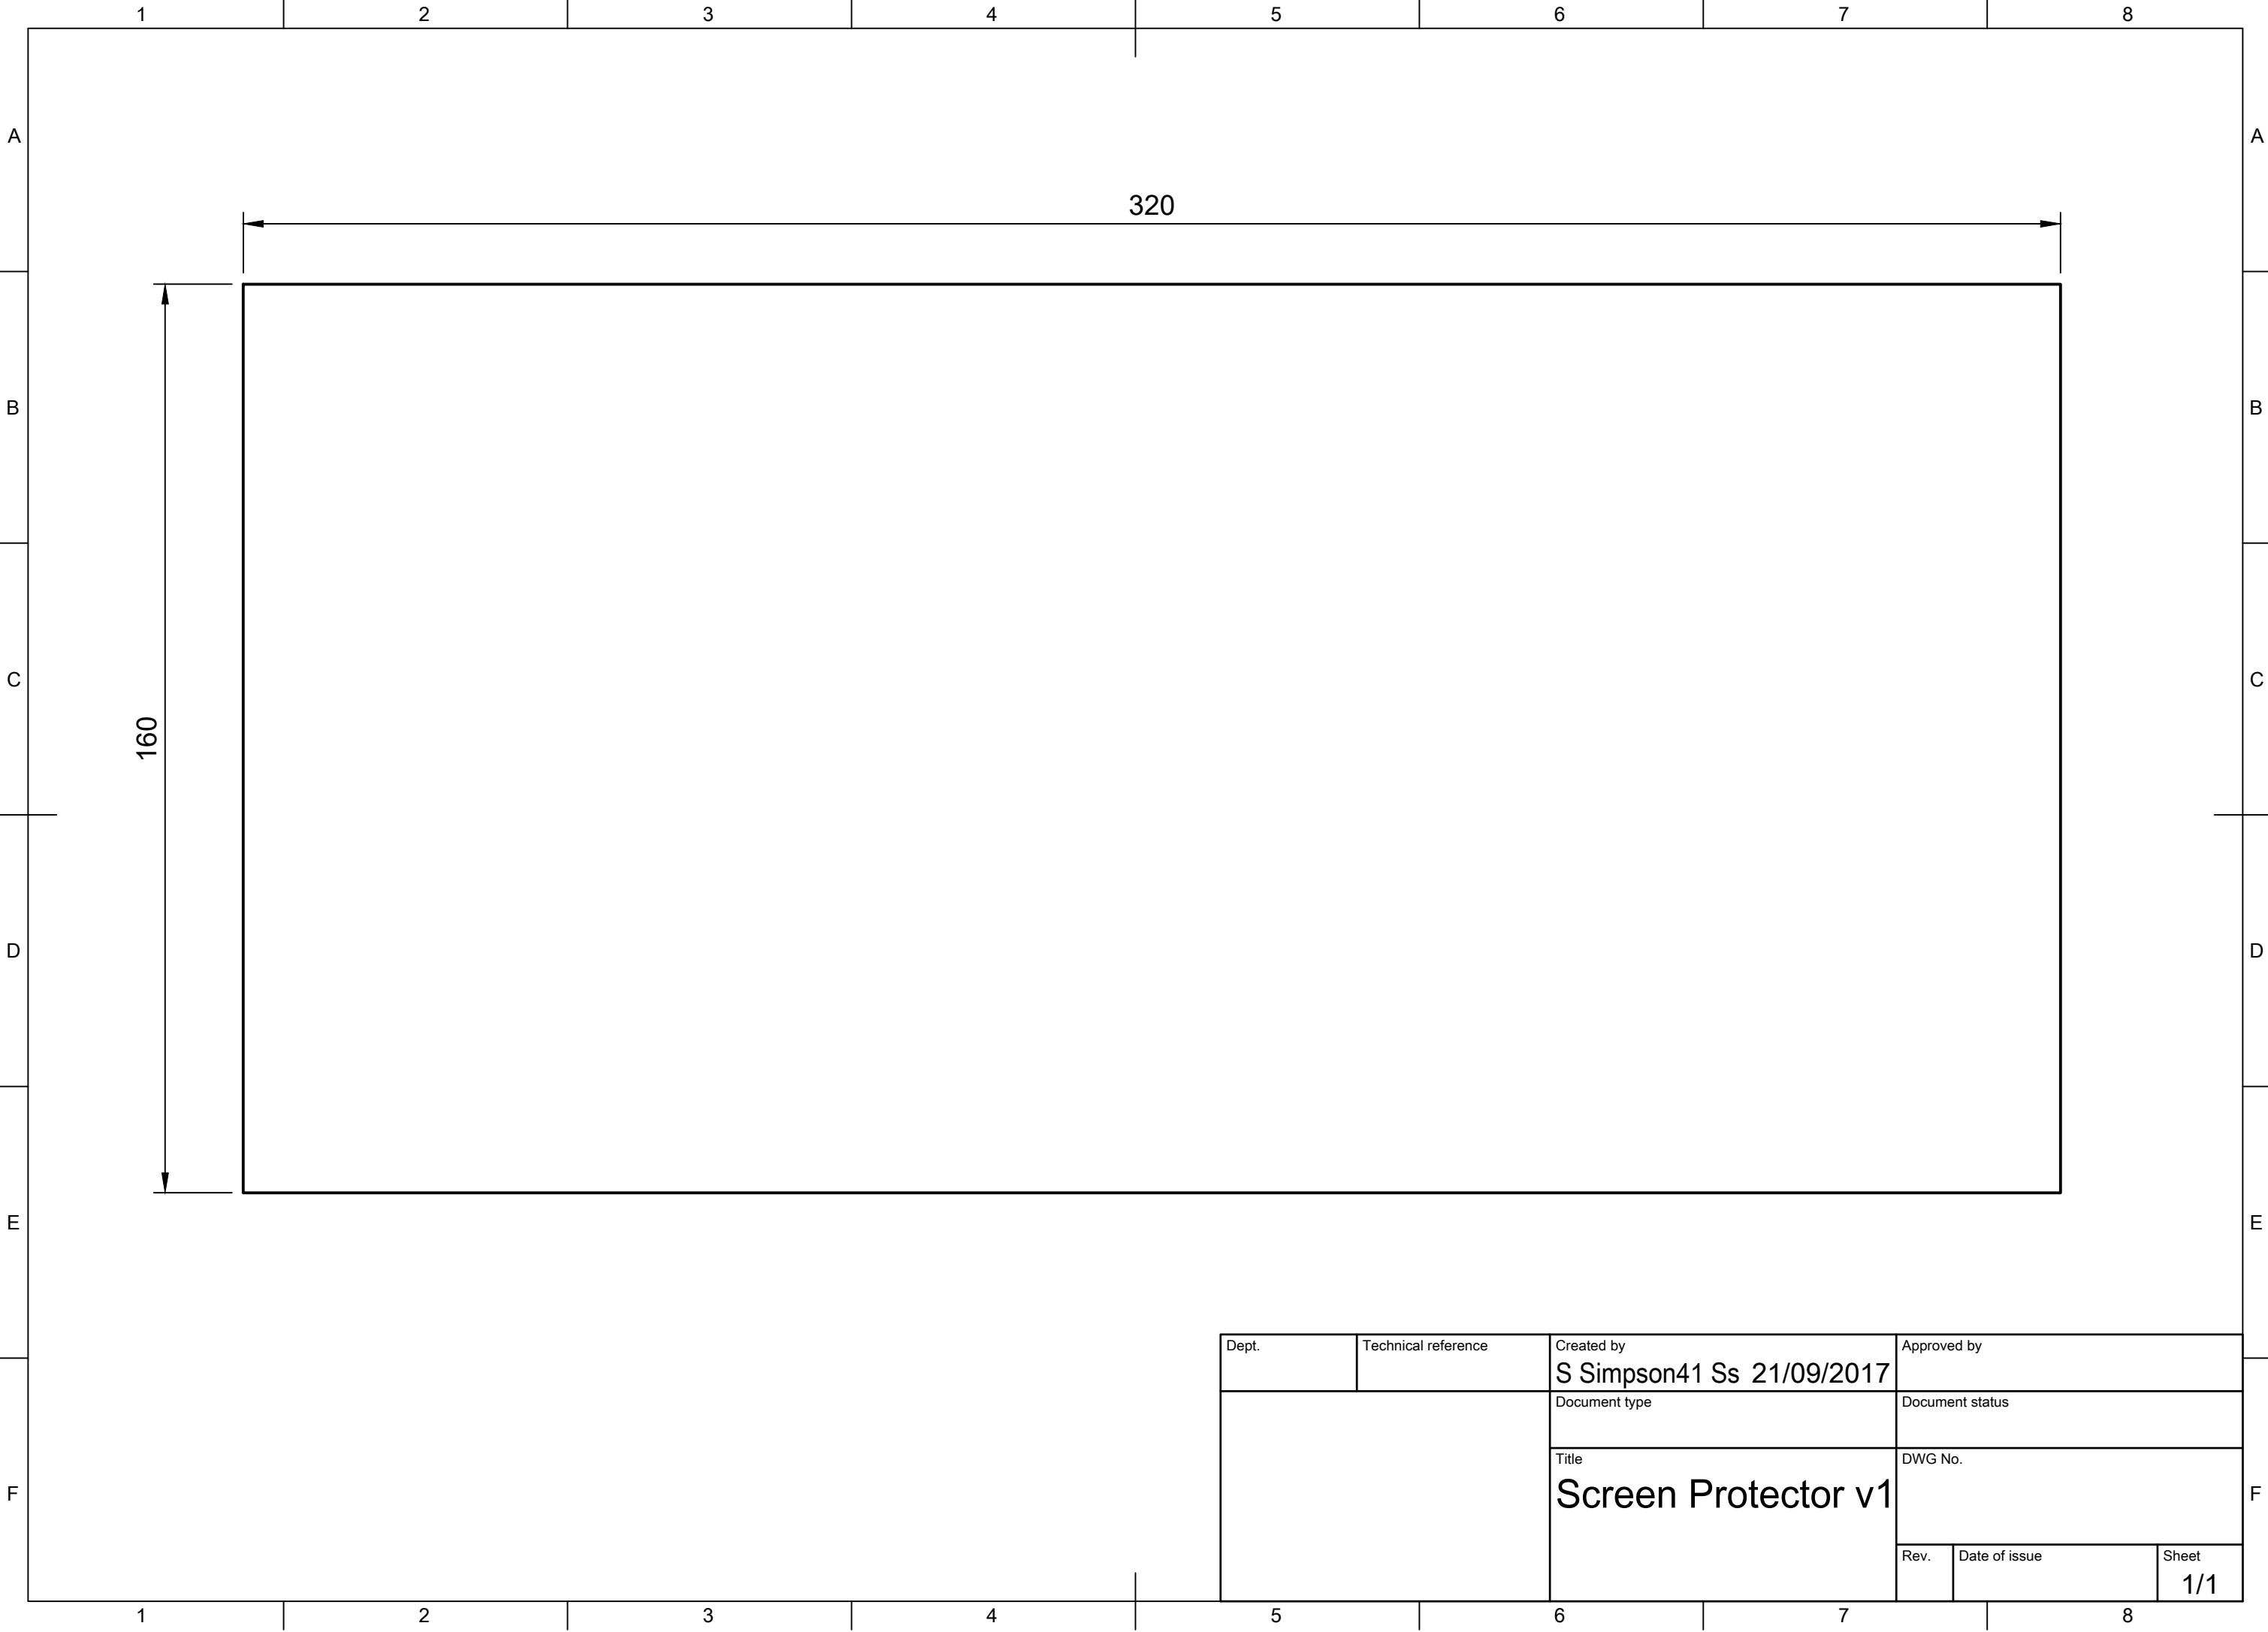 1 2 3 4 5 6 7 8
A A
320
B B
C C
160
D D
E E
Dept. Technical reference Created by Approved by
S Simpson41 Ss 21/09/2017
Document type Document status
Title DWG No.
Screen Protector v1
F F
Rev. Date of issue Sheet
1/1
1 2 3 4 5 6 7 8